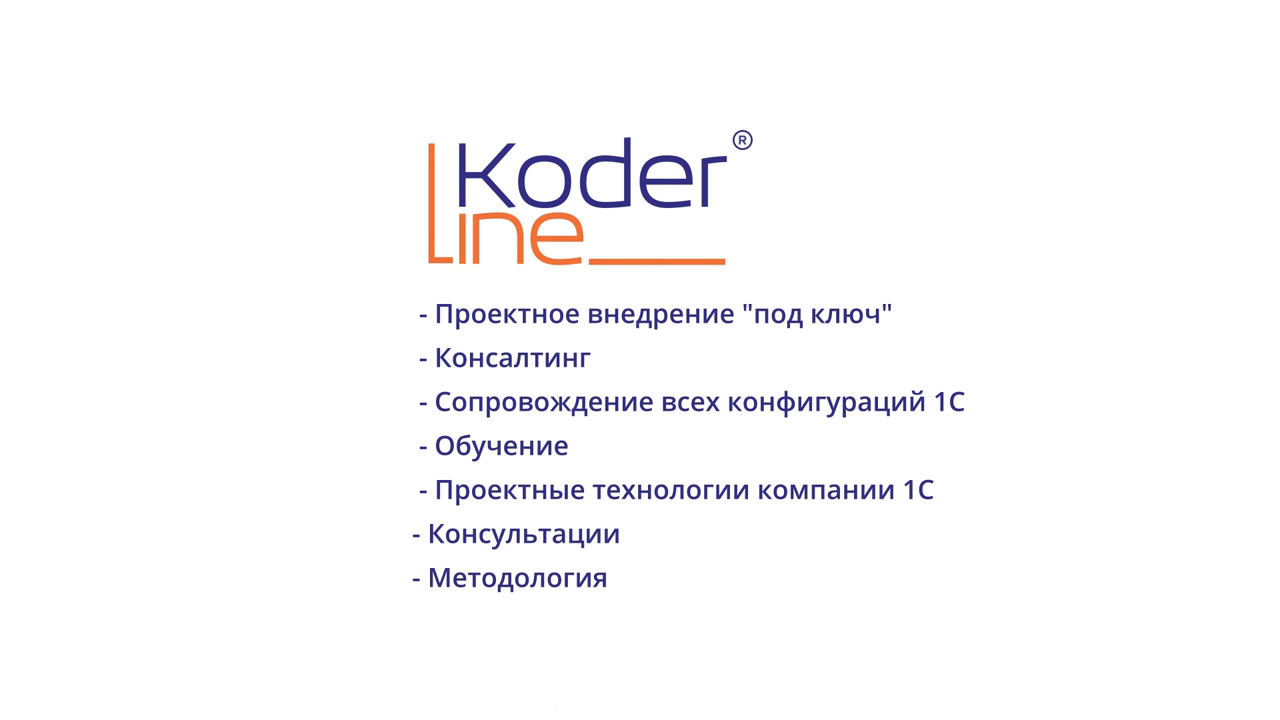 Koder®
Line
- Проектное внедрение "под ключ"
- Консалтинг
- Сопровождение всех конфигураций 1С
- Обучение
- Проектные технологии компании 1С
- Консультации
- Методология